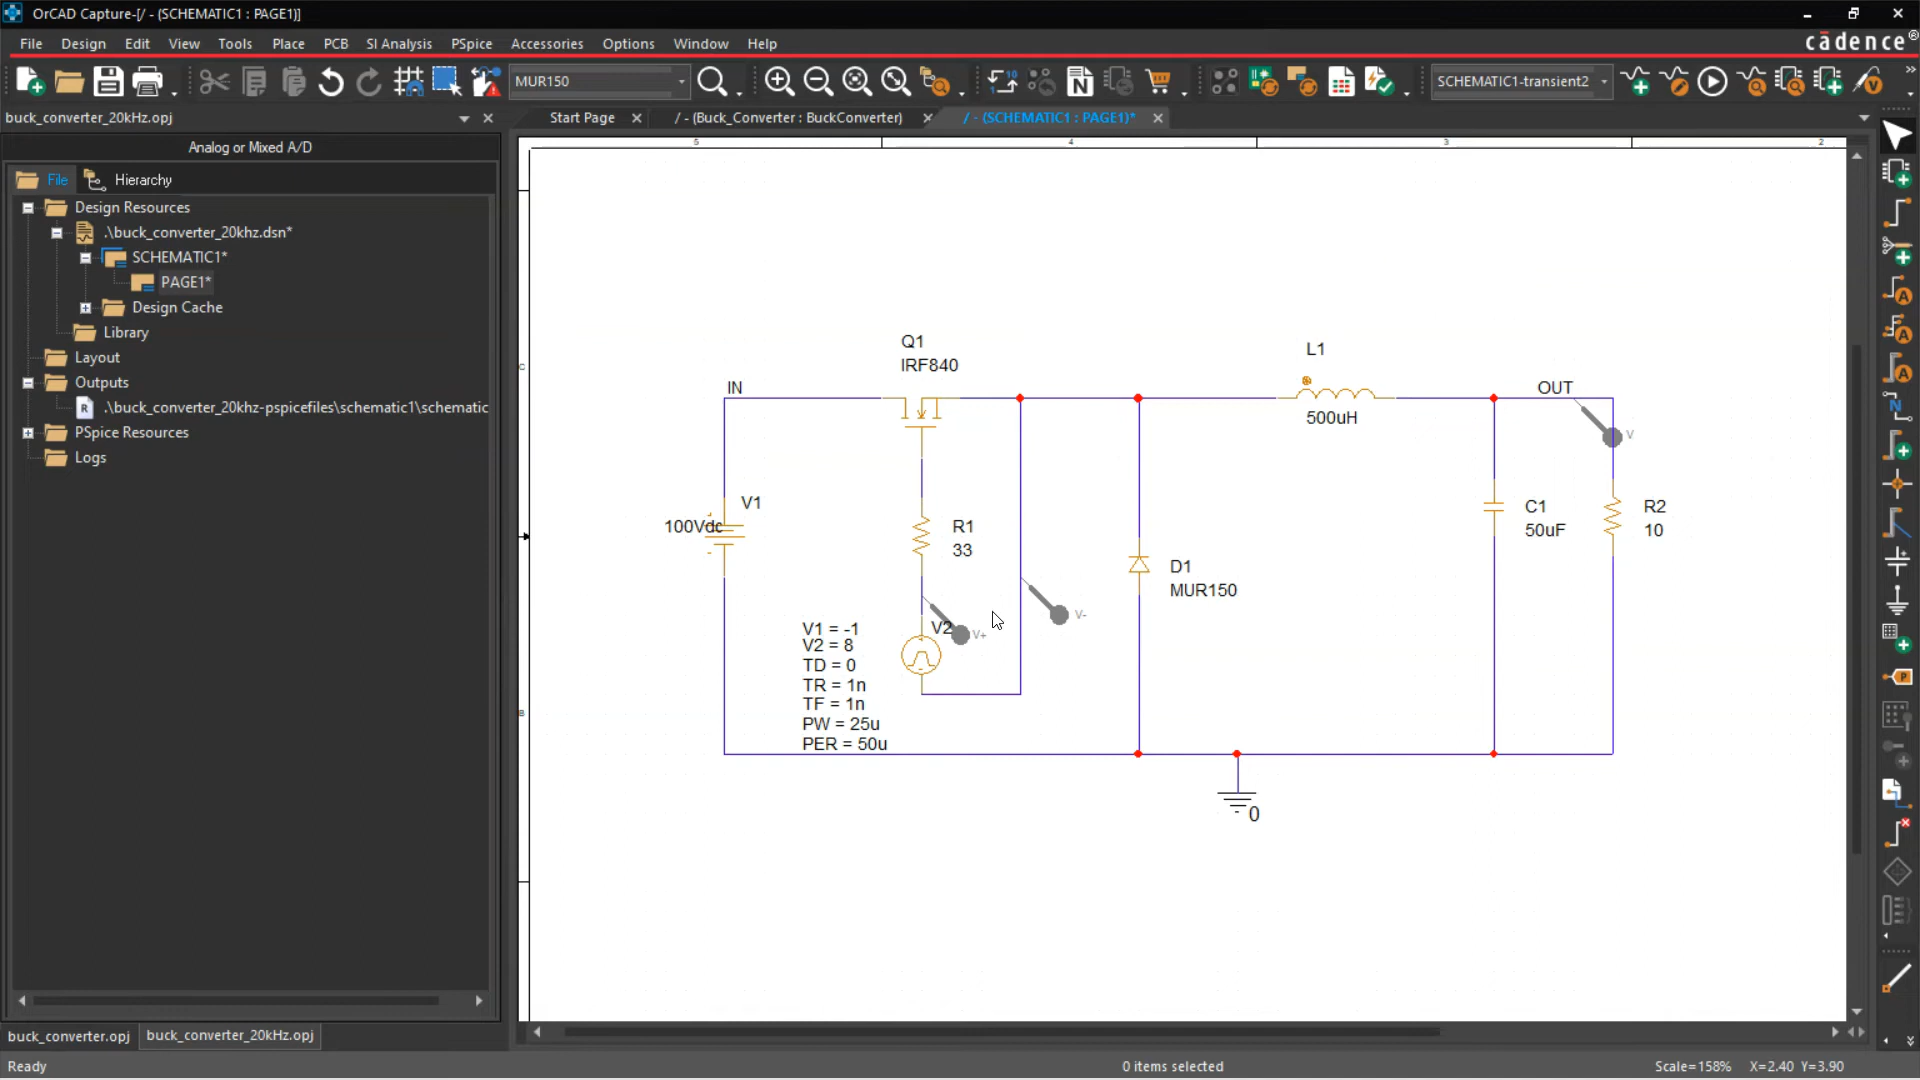 OrCAD Capture-[/ - (SCHEMATIC1 : PAGE1)]
File Design Edit View Tools Place PCB SI Analysis PSpice Accessories Options Window Help
cādence®
MUR150
SCHEMATIC1-transient2
buck_converter_20kHz.opj
Start Page
/ - (Buck_Converter : BuckConverter)
/ - (SCHEMATIC1 : PAGE1)*
Analog or Mixed A/D
File Hierarchy
Design Resources
.\buck_converter_20khz.dsn*
SCHEMATIC1*
PAGE1*
Design Cache
Library
Layout
Outputs
.\buck_converter_20khz-pspicefiles\schematic1\schematic
PSpice Resources
Logs
5 4 3 2
C
B
Q1
IRF840
L1
500uH
IN
OUT
V
V1
100Vdc
R1
33
C1
50uF
R2
10
D1
MUR150
V2
V+
V-
V1 = -1
V2 = 8
TD = 0
TR = 1n
TF = 1n
PW = 25u
PER = 50u
0
buck_converter.opj buck_converter_20kHz.opj
Ready
0 items selected
Scale=158% X=2.40 Y=3.90